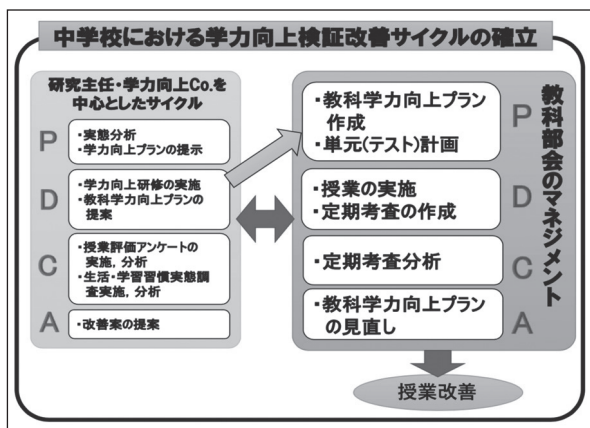 中学校における学力向上検証改善サイクルの確立
研究主任・学力向上Co.を
中心としたサイクル
P
・実態分析
・学力向上プランの提示
D
・学力向上研修の実施
・教科学力向上プランの
提案
C
・授業評価アンケートの
実施，分析
・生活・学習習慣実態調
査実施，分析
A
・改善案の提案
教科部会のマネジメント
P
・教科学力向上プラン
作成
・単元(テスト)計画
D
・授業の実施
・定期考査の作成
C
・定期考査分析
A
・教科学力向上プラン
の見直し
授業改善